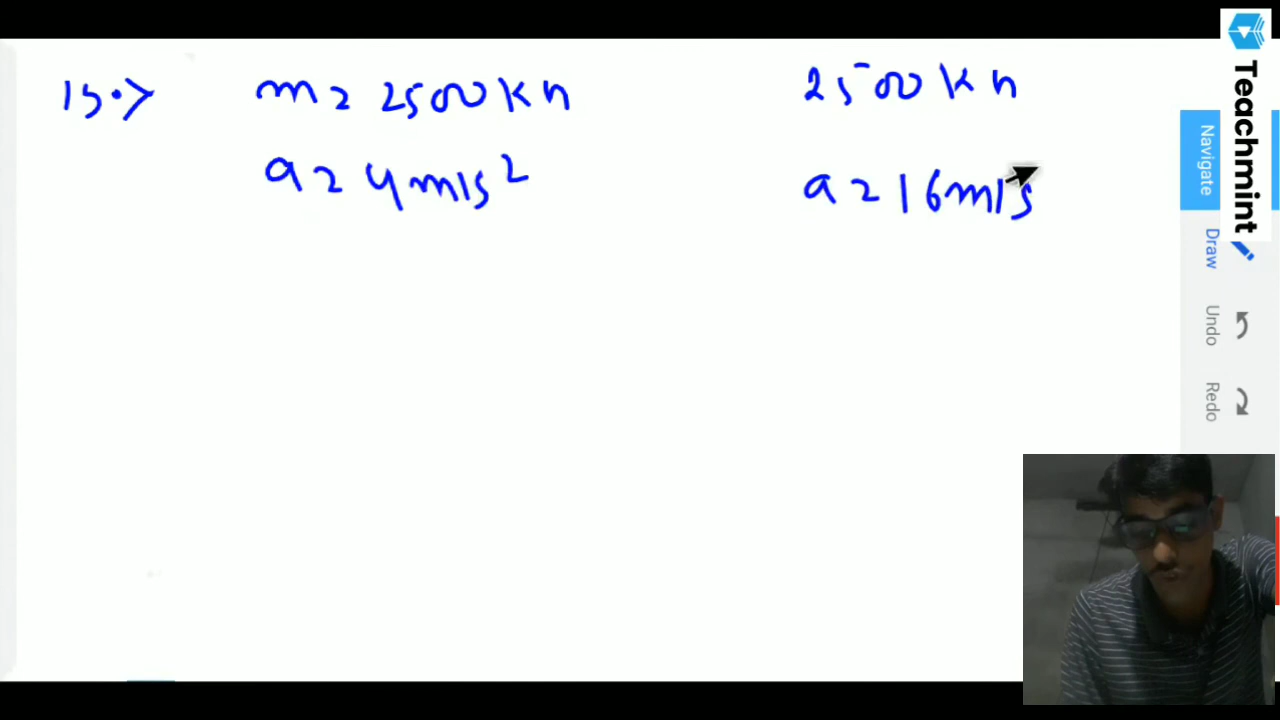 15.>
m = 2500 kn
a = 4 m/s2
2500 kn
a = 16 m/s
Teachmint
Navigate
Draw
Undo
Redo